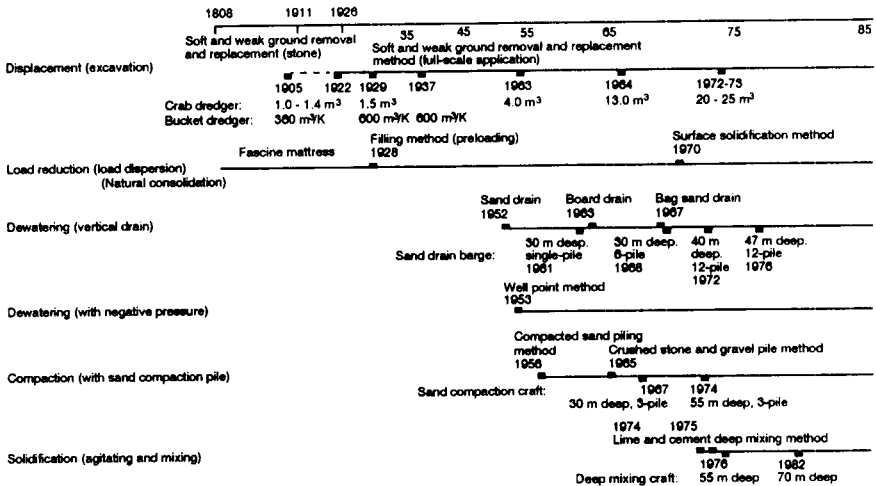 1808 1911 1926
35 45 55 65 75 85
Soft and weak ground removal
and replacement (stone)
Soft and weak ground removal and replacement
method (full-scale application)
Displacement (excavation)
1905 1922 1929 1937 1963 1964 1972-73
Crab dredger: 1.0 - 1.4 m³ 1.5 m³ 4.0 m³ 13.0 m³ 20 - 25 m³
Bucket dredger: 360 m³/K 600 m³/K 600 m³/K
Filling method (preloading)
1928
Surface solidification method
1970
Fascine mattress
Load reduction (load dispersion)
(Natural consolidation)
Sand drain
1952
Board drain
1963
Bag sand drain
1967
Dewatering (vertical drain)
Sand drain barge:
30 m deep.
single-pile
1961
30 m deep.
6-pile
1968
40 m
deep.
12-pile
1972
47 m deep.
12-pile
1976
Well point method
1953
Dewatering (with negative pressure)
Compacted sand piling
method
1956
Crushed stone and gravel pile method
1965
Compaction (with sand compaction pile)
Sand compaction craft:
1967 1974
30 m deep, 3-pile 55 m deep, 3-pile
1974 1975
Lime and cement deep mixing method
Solidification (agitating and mixing)
1976 1982
Deep mixing craft: 55 m deep 70 m deep